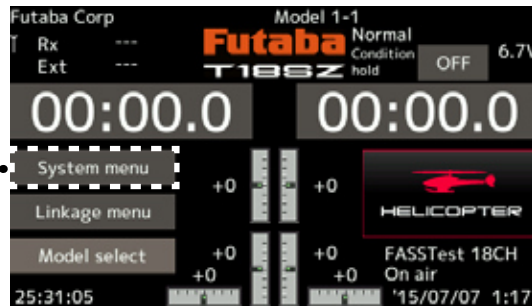 Futaba Corp
Model 1-1
Rx ---
Ext ---
Futaba
T18SZ
Normal
Condition hold
OFF
6.7V
00:00.0
00:00.0
System menu
Linkage menu
Model select
+0
+0
+0
+0
+0
+0
HELICOPTER
FASSTest 18CH
On air
25:31:05
'15/07/07